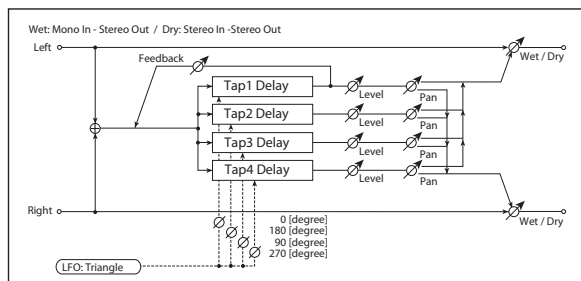 Wet: Mono In - Stereo Out / Dry: Stereo In -Stereo Out
Left
Wet / Dry
Feedback
Tap1 Delay
Level
Pan
Tap2 Delay
Level
Pan
Tap3 Delay
Level
Pan
Tap4 Delay
Level
Pan
Right
Wet / Dry
0 [degree]
180 [degree]
90 [degree]
270 [degree]
LFO: Triangle